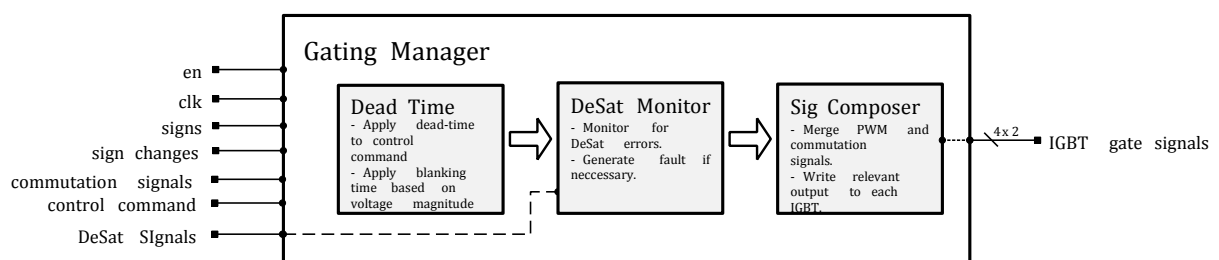 Gating Manager
en
clk
signs
sign changes
commutation signals
control command
DeSat SIgnals
Dead Time
- Apply dead-time
to control
command
- Apply blanking
time based on
voltage magnitude
DeSat Monitor
- Monitor for
DeSat errors.
- Generate fault if
neccessary.
Sig Composer
- Merge PWM and
commutation
signals.
- Write relevant
output to each
IGBT.
4x 2
IGBT gate signals